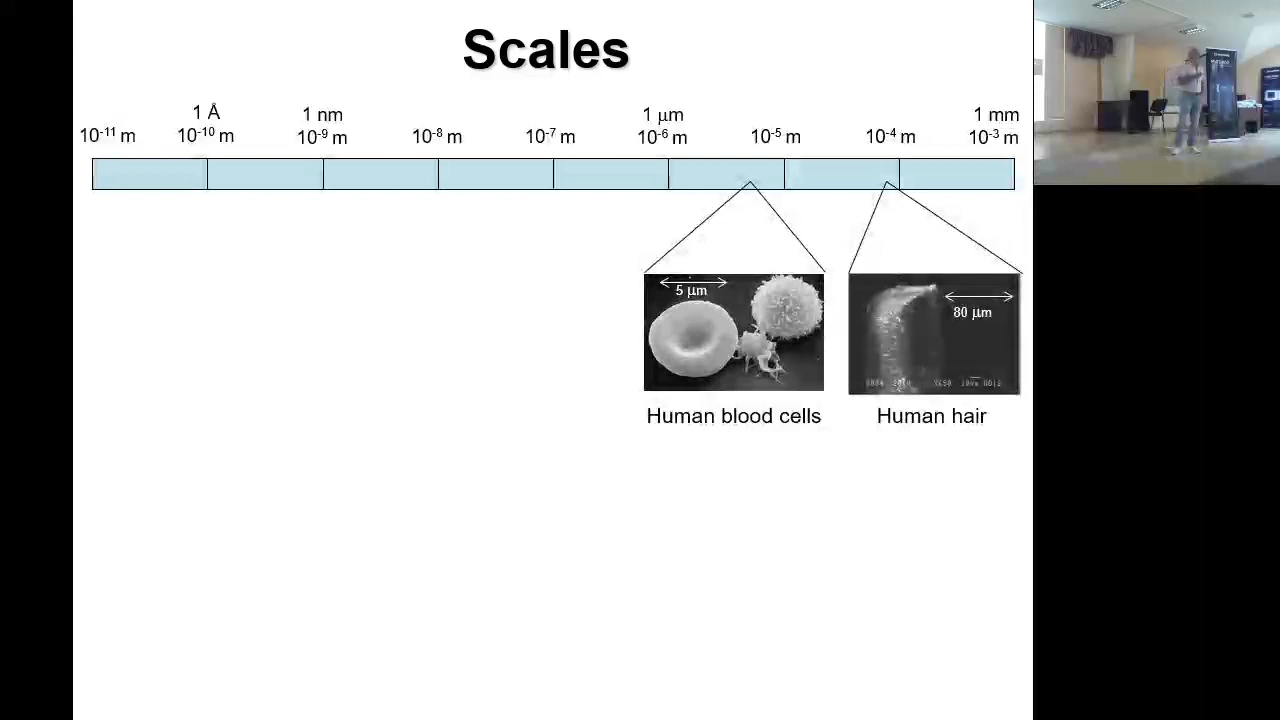 Scales
1 Å 1 nm 1 μm 1 mm
10-11 m 10-10 m 10-9 m 10-8 m 10-7 m 10-6 m 10-5 m 10-4 m 10-3 m
5 μm
80 μm
Human blood cells Human hair